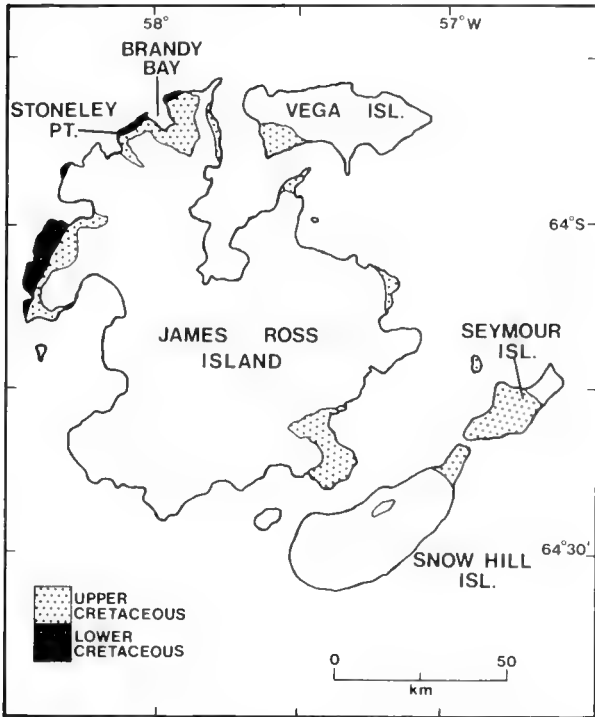 58°
57°W
BRANDY
BAY
STONELEY
PT.
VEGA ISL.
64°S
JAMES ROSS
ISLAND
SEYMOUR
ISL.
64°30'
SNOW HILL
ISL.
UPPER
CRETACEOUS
LOWER
CRETACEOUS
0 50
km